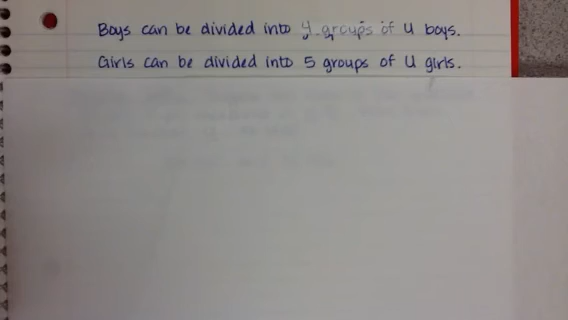 Boys can be divided into 4 groups of 4 boys.
Girls can be divided into 5 groups of 4 girls.